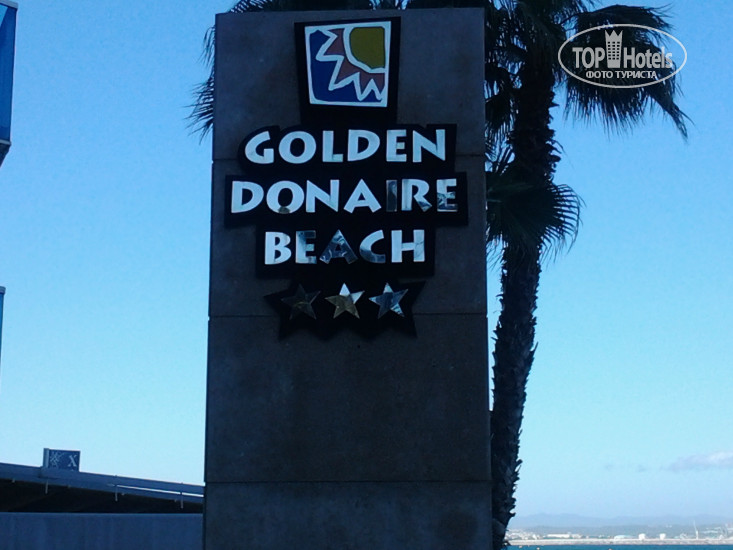 TOP Hotels
ФОТО ТУРИСТА
GOLDEN
DONAIRE
BEACH
X